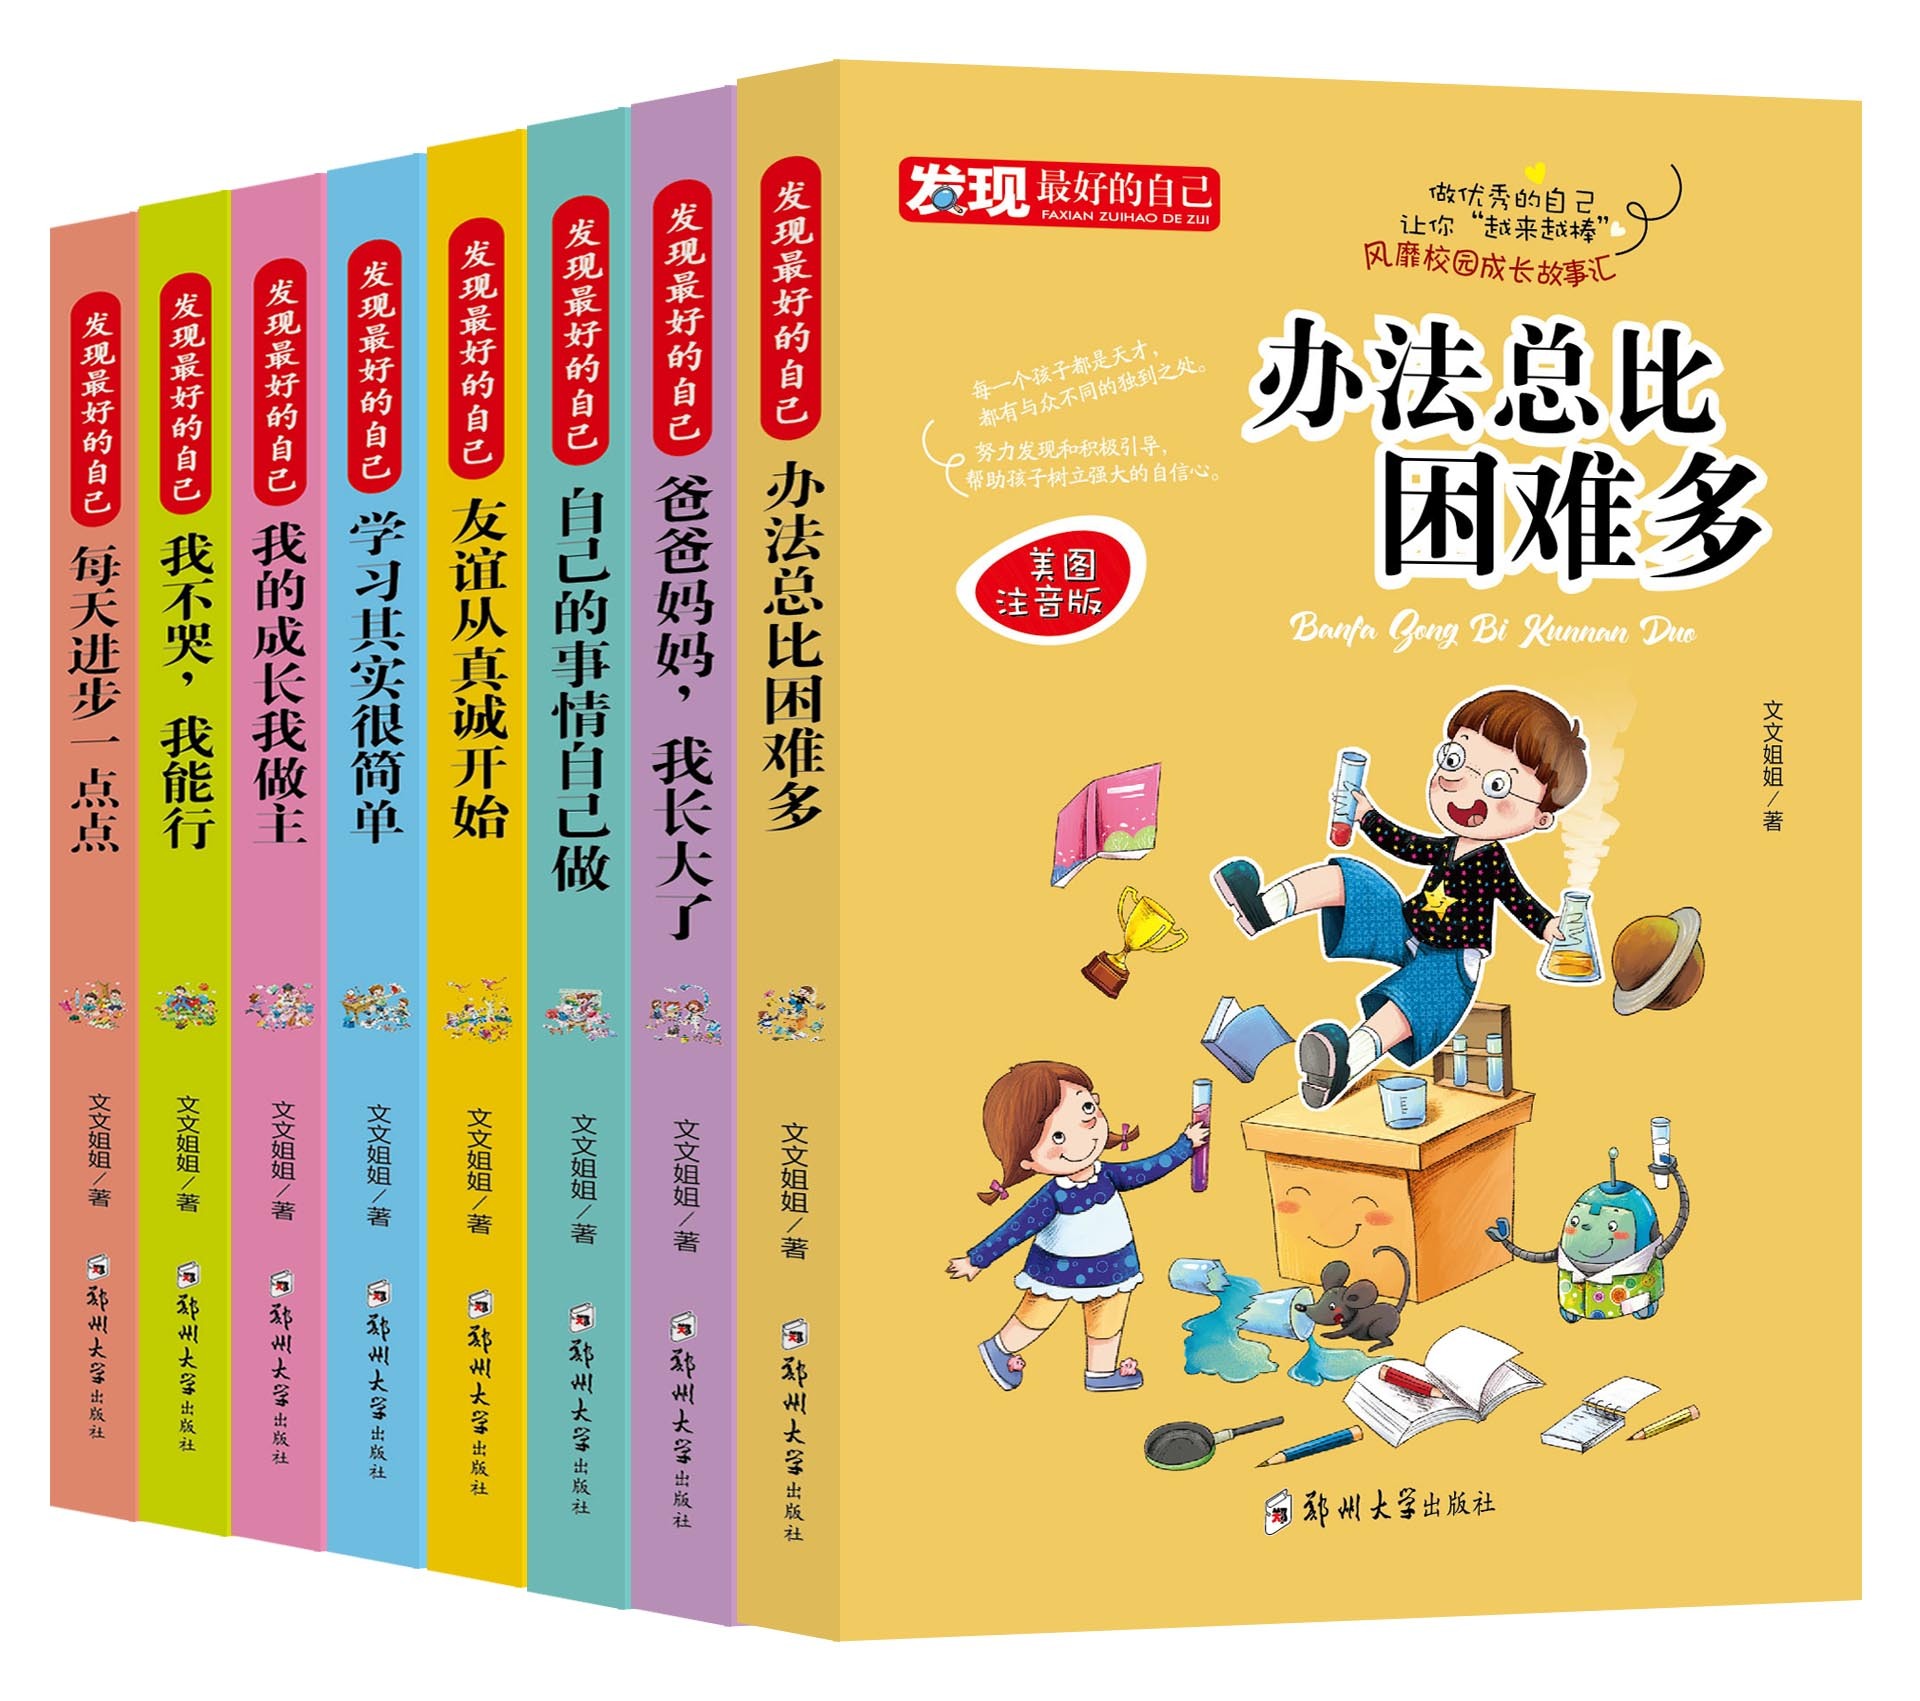 发现最好的自己
每天进步一点点
文文姐姐/著
郑州大学出版社
发现最好的自己
我不哭，我能行
文文姐姐/著
郑州大学出版社
发现最好的自己
我的成长我做主
文文姐姐/著
郑州大学出版社
发现最好的自己
学习其实很简单
文文姐姐/著
郑州大学出版社
发现最好的自己
友谊从真诚开始
文文姐姐/著
郑州大学出版社
发现最好的自己
自己的事情自己做
文文姐姐/著
郑州大学出版社
发现最好的自己
爸爸妈妈，我长大了
文文姐姐/著
郑州大学出版社
发现最好的自己
办法总比困难多
文文姐姐/著
郑州大学出版社
发现最好的自己
FAXIAN ZUIHAO DE ZIJI
做优秀的自己
让你“越来越棒”
风靡校园成长故事汇
办法总比
困难多
Banfa Zong Bi Kunnan Duo
每一个孩子都是天才，
都有与众不同的独到之处。
努力发现和积极引导，
帮助孩子树立强大的自信心。
美图
注音版
文文姐姐/著
郑州大学出版社